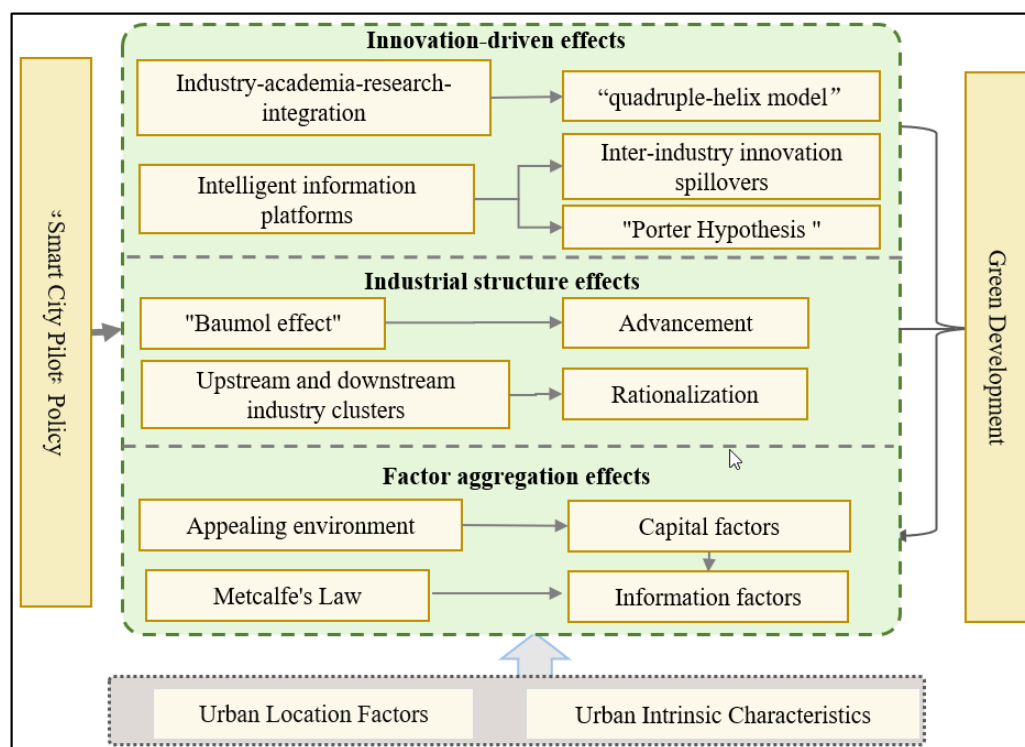 Innovation-driven effects
Industry-academia-research-
integration
“quadruple-helix model”
Inter-industry innovation
spillovers
Intelligent information
platforms
"Porter Hypothesis "
Industrial structure effects
"Baumol effect"
Advancement
Upstream and downstream
industry clusters
Rationalization
Factor aggregation effects
Appealing environment
Capital factors
Metcalfe's Law
Information factors
“Smart City Pilot” Policy
Green Development
Urban Location Factors
Urban Intrinsic Characteristics